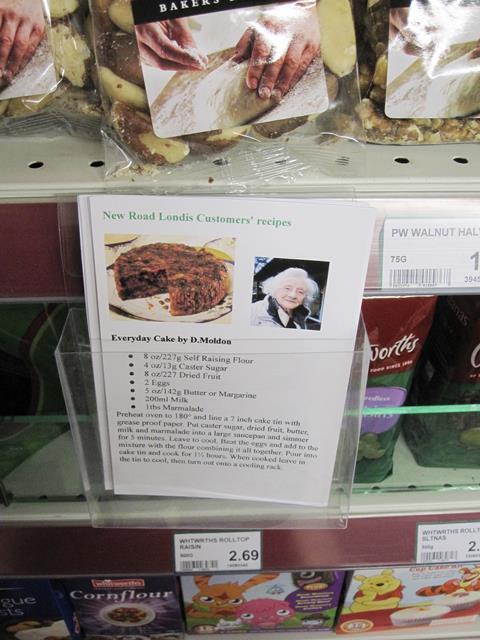 BAKERS
New Road Londis Customers' recipes
PW WALNUT HAL
75G
Everyday Cake by D.Moldon
8 oz/227g Self Raising Flour
4 oz/13g Caster Sugar
8 oz/227 Dried Fruit
2 Eggs
5 oz/142g Butter or Margarine
200ml Milk
1tbs Marmalade
Preheat oven to 180° and line a 7 inch cake tin with
grease proof paper. Put caster sugar, dried fruit, butter,
milk and marmalade into a large saucepan and simmer
for 5 minutes. Leave to cool. Beat the eggs and add to the
mixture with the flour combining it all together. Pour into
cake tin and cook for 1½ hours. When cooked leave in
the tin to cool, then turn out onto a cooling rack.
WHTWRTHS ROLLTOP
RAISIN
500G
2.69
WHTWRTHS ROLLT
SLTNAS
500g
2.
whitworths
Cornflour